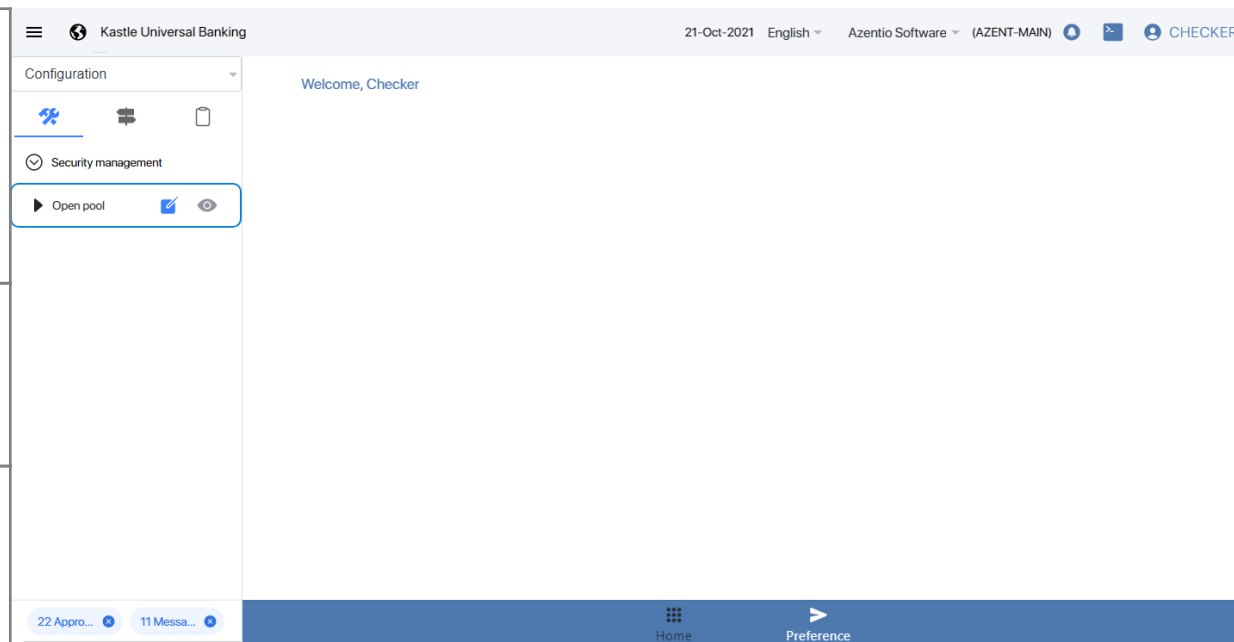 Kastle Universal Banking
21-Oct-2021 English Azentio Software (AZENT-MAIN) CHECKER
Configuration
Welcome, Checker
Security management
Open pool
22 Appro... 11 Messa...
Home Preference